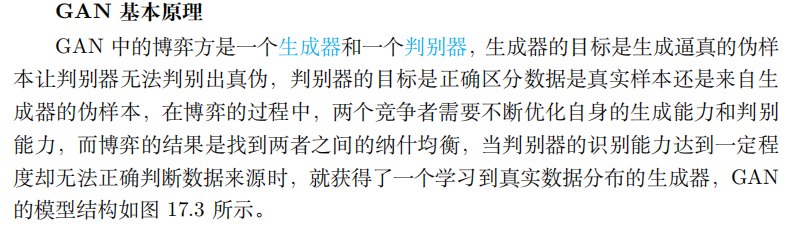 GAN 基本原理
GAN 中的博弈方是一个生成器和一个判别器，生成器的目标是生成逼真的伪样
本让判别器无法判别出真伪，判别器的目标是正确区分数据是真实样本还是来自生
成器的伪样本，在博弈的过程中，两个竞争者需要不断优化自身的生成能力和判别
能力，而博弈的结果是找到两者之间的纳什均衡，当判别器的识别能力达到一定程
度却无法正确判断数据来源时，就获得了一个学习到真实数据分布的生成器，GAN
的模型结构如图 17.3 所示。